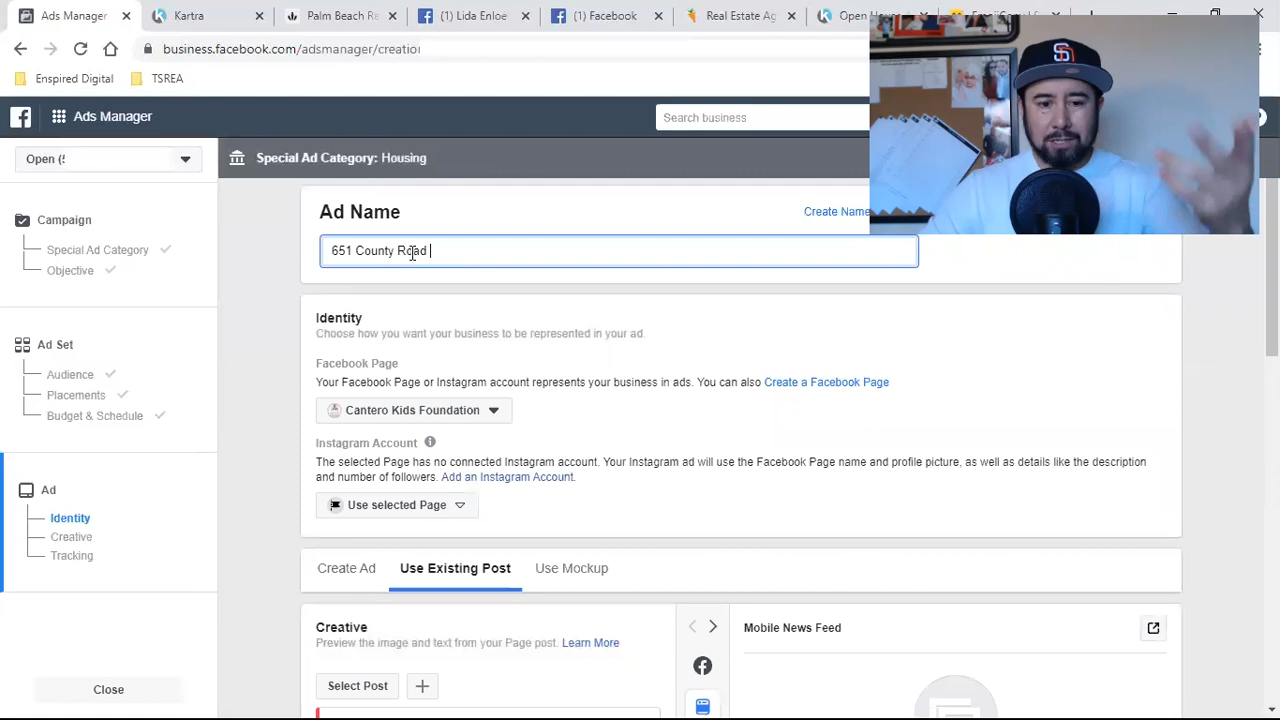 Ads Manager
Kartra
Palm Beach R
(1) Lida Enloe
(1) Facebook
Real Estate Ag
Open
business.facebook.com/adsmanager/creation
Enspired Digital
TSREA
Ads Manager
Search business
Open (
Special Ad Category: Housing
Campaign
Special Ad Category
Objective
Ad Set
Audience
Placements
Budget & Schedule
Ad
Identity
Creative
Tracking
Close
Ad Name
Create Name
651 County Road
Identity
Choose how you want your business to be represented in your ad.
Facebook Page
Your Facebook Page or Instagram account represents your business in ads. You can also Create a Facebook Page
Cantero Kids Foundation
Instagram Account
The selected Page has no connected Instagram account. Your Instagram ad will use the Facebook Page name and profile picture, as well as details like the description
and number of followers. Add an Instagram Account.
Use selected Page
Create Ad
Use Existing Post
Use Mockup
Creative
Preview the image and text from your Page post. Learn More
Select Post
Mobile News Feed
SD